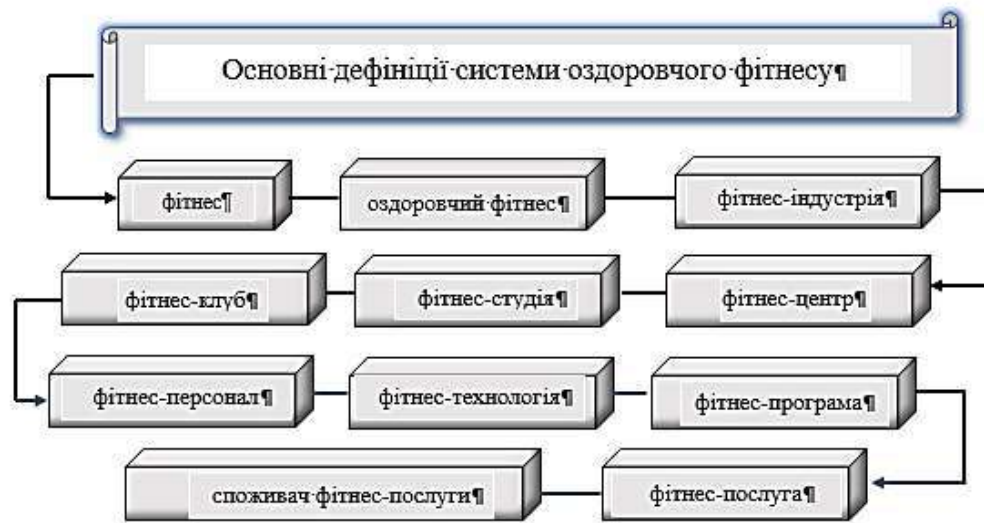 Основні·дефініції·системи·оздоровчого·фітнесу¶
фітнес¶
оздоровчий·фітнес¶
фітнес-індустрія¶
фітнес-клуб¶
фітнес-студія¶
фітнес-центр¶
фітнес-персонал¶
фітнес-технологія¶
фітнес-програма¶
споживач·фітнес-послуги¶
фітнес-послуга¶